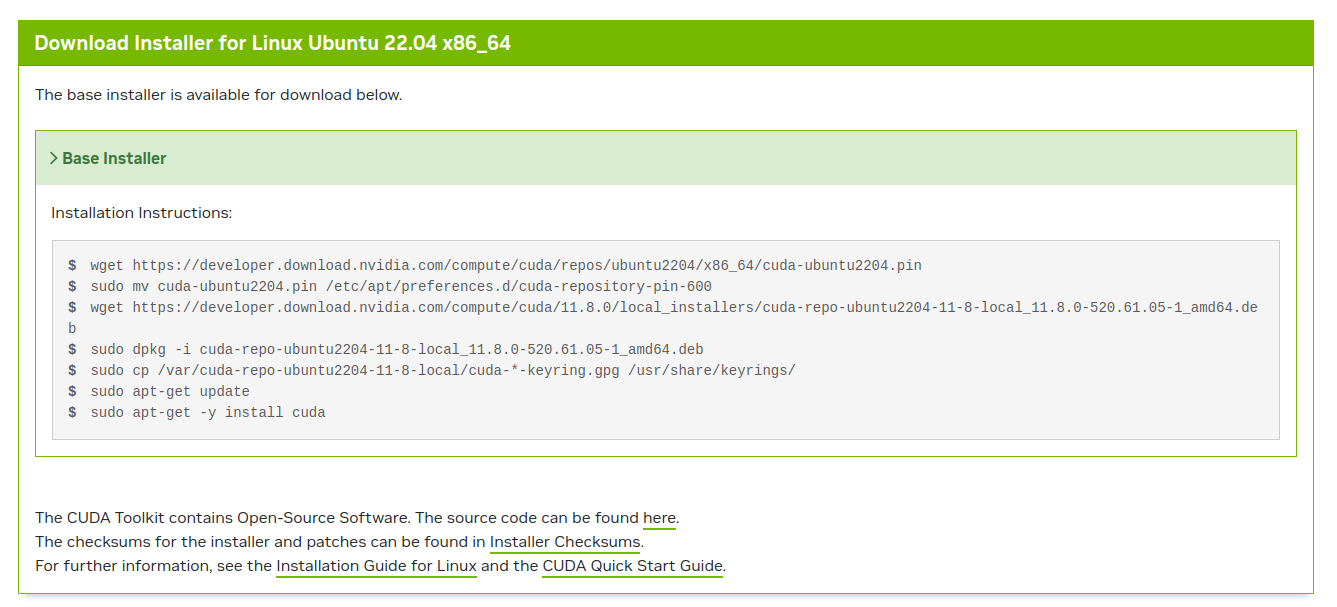 Download Installer for Linux Ubuntu 22.04 x86_64
The base installer is available for download below.
Base Installer
Installation Instructions:
$ wget https://developer.download.nvidia.com/compute/cuda/repos/ubuntu2204/x86_64/cuda-ubuntu2204.pin
$ sudo mv cuda-ubuntu2204.pin /etc/apt/preferences.d/cuda-repository-pin-600
$ wget https://developer.download.nvidia.com/compute/cuda/11.8.0/local_installers/cuda-repo-ubuntu2204-11-8-local_11.8.0-520.61.05-1_amd64.de
b
$ sudo dpkg -i cuda-repo-ubuntu2204-11-8-local_11.8.0-520.61.05-1_amd64.deb
$ sudo cp /var/cuda-repo-ubuntu2204-11-8-local/cuda-*-keyring.gpg /usr/share/keyrings/
$ sudo apt-get update
$ sudo apt-get -y install cuda
The CUDA Toolkit contains Open-Source Software. The source code can be found here.
The checksums for the installer and patches can be found in Installer Checksums.
For further information, see the Installation Guide for Linux and the CUDA Quick Start Guide.